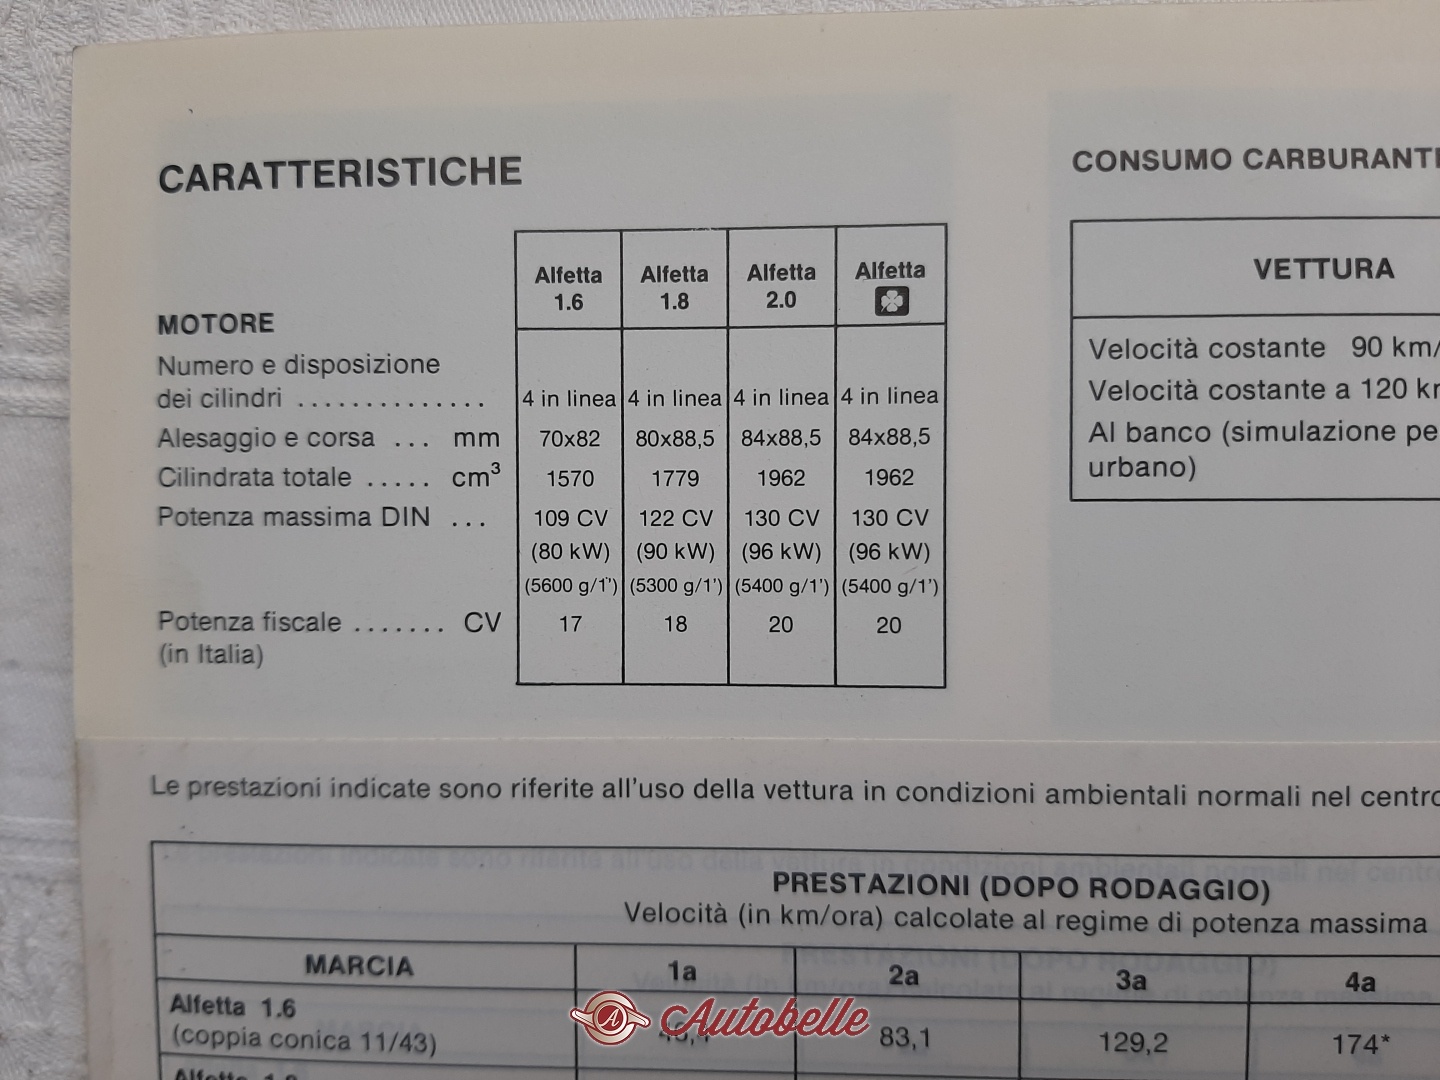 CARATTERISTICHE
Alfetta 1.6 Alfetta 1.8 Alfetta 2.0 Alfetta
MOTORE
Numero e disposizione
dei cilindri .............. 4 in linea 4 in linea 4 in linea 4 in linea
Alesaggio e corsa ... mm 70x82 80x88,5 84x88,5 84x88,5
Cilindrata totale ..... cm³ 1570 1779 1962 1962
Potenza massima DIN ... 109 CV 122 CV 130 CV 130 CV
(80 kW) (90 kW) (96 kW) (96 kW)
(5600 g/1') (5300 g/1') (5400 g/1') (5400 g/1')
Potenza fiscale ....... CV 17 18 20 20
(in Italia)
CONSUMO CARBURANT
VETTURA
Velocità costante 90 km/
Velocità costante a 120 k
Al banco (simulazione pe
urbano)
Le prestazioni indicate sono riferite all'uso della vettura in condizioni ambientali normali nel centro
PRESTAZIONI (DOPO RODAGGIO)
Velocità (in km/ora) calcolate al regime di potenza massima
MARCIA 1a 2a 3a 4a
Alfetta 1.6
(coppia conica 11/43) 83,1 129,2 174*
Autobelle